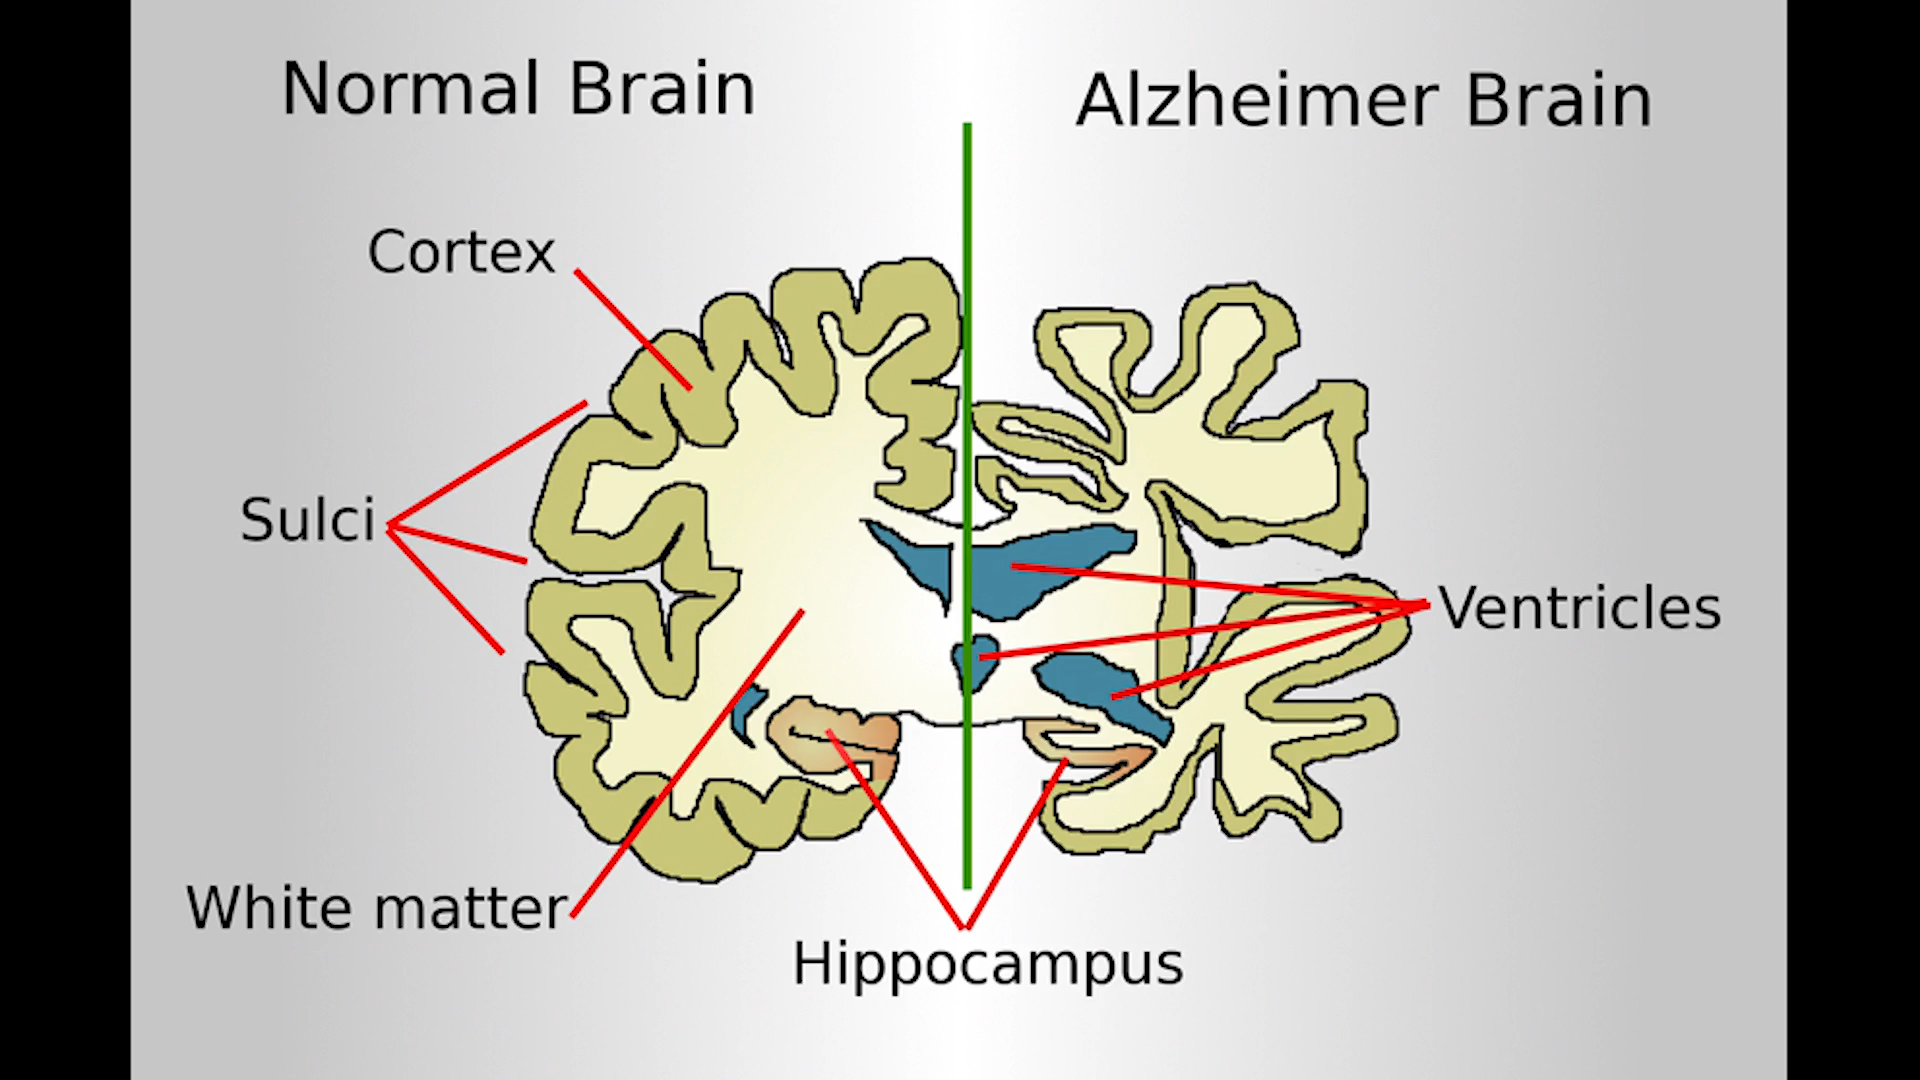 Normal Brain
Alzheimer Brain
Cortex
Sulci
Ventricles
White matter
Hippocampus